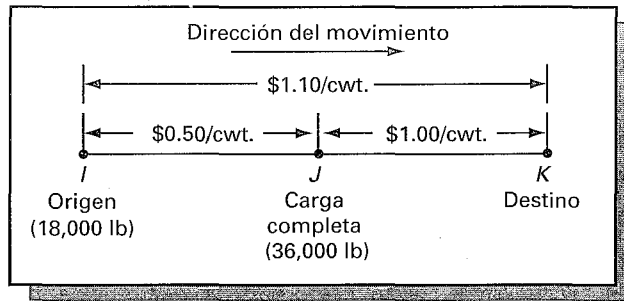 Dirección del movimiento
$1.10/cwt.
$0.50/cwt.
$1.00/cwt.
I
J
K
Origen
Carga
Destino
(18,000 lb)
completa
(36,000 lb)